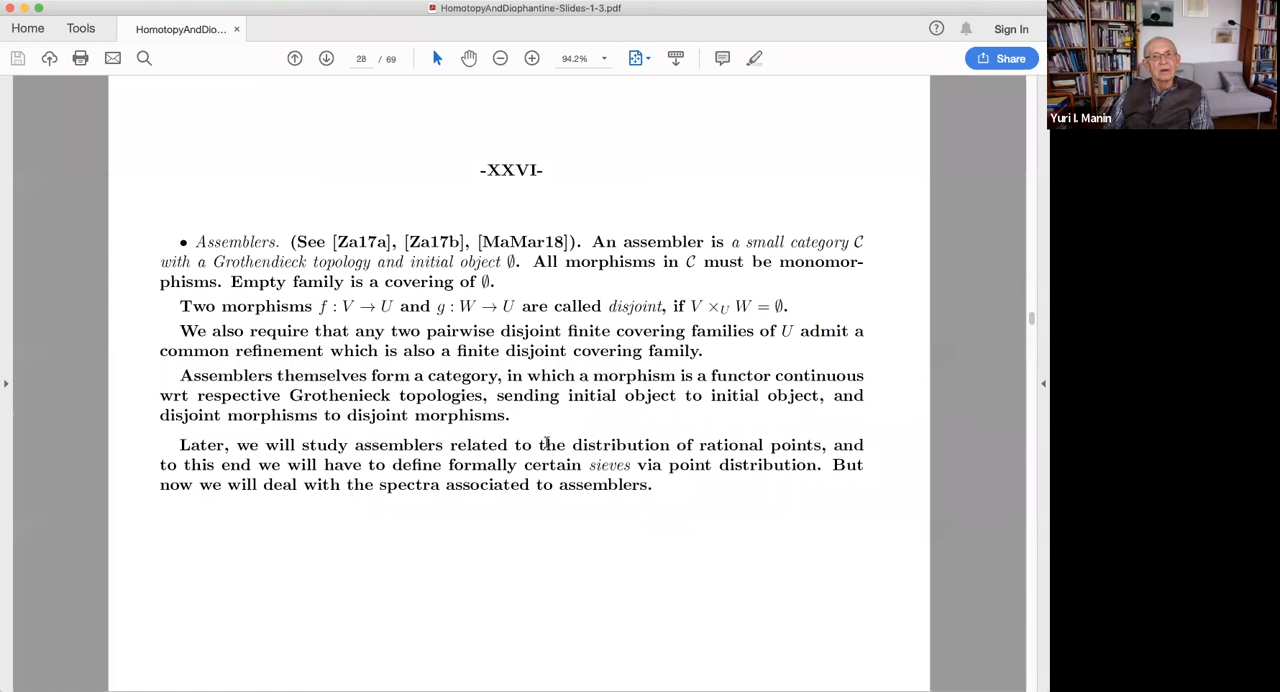 HomotopyAndDiophantine-Slides-1-3.pdf
Home Tools HomotopyAndDio... × Sign In
28 / 69 94.2% Share
Yuri I. Manin
-XXVI-
• Assemblers. (See [Za17a], [Za17b], [MaMar18]). An assembler is a small category C
with a Grothendieck topology and initial object ∅. All morphisms in C must be monomor-
phisms. Empty family is a covering of ∅.
Two morphisms f : V → U and g : W → U are called disjoint, if V ×U W = ∅.
We also require that any two pairwise disjoint finite covering families of U admit a
common refinement which is also a finite disjoint covering family.
Assemblers themselves form a category, in which a morphism is a functor continuous
wrt respective Grothenieck topologies, sending initial object to initial object, and
disjoint morphisms to disjoint morphisms.
Later, we will study assemblers related to the distribution of rational points, and
to this end we will have to define formally certain sieves via point distribution. But
now we will deal with the spectra associated to assemblers.